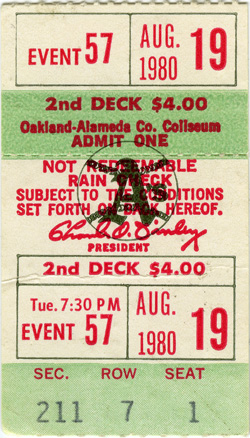 EVENT 57
AUG. 19
1980
2nd DECK $4.00
Oakland-Alameda Co. Coliseum
ADMIT ONE
NOT REDEEMABLE
RAIN CHECK
SUBJECT TO THE CONDITIONS
SET FORTH ON BACK HEREOF.
Charles O. Finley
PRESIDENT
2nd DECK $4.00
Tue. 7:30 PM
EVENT 57
AUG. 19
1980
SEC. ROW SEAT
211 7 1